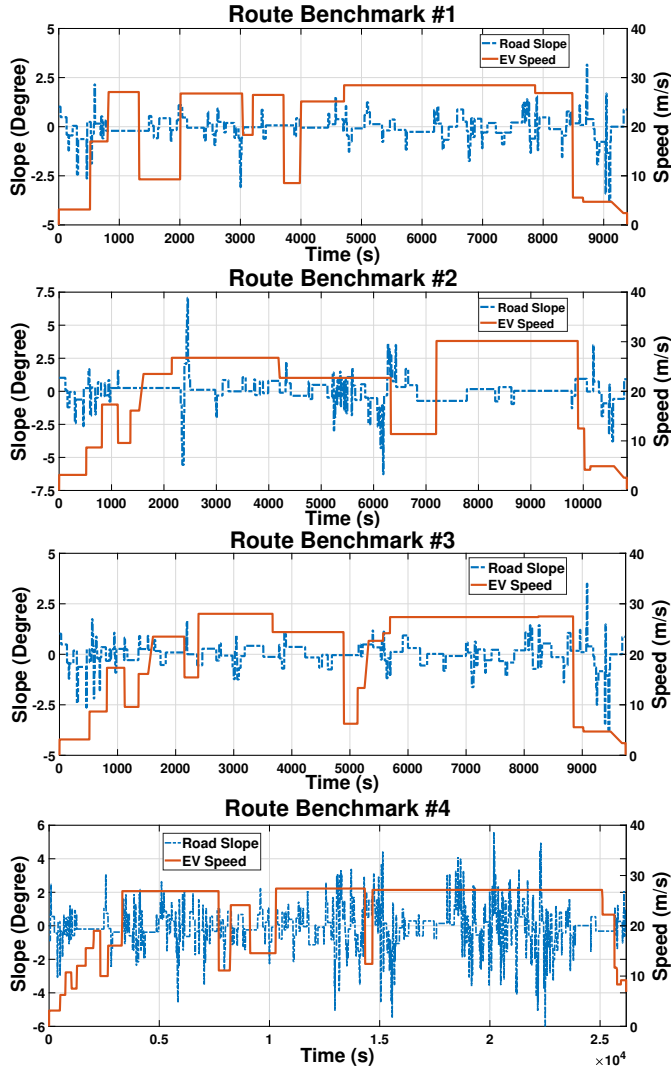 Route Benchmark #1
Slope (Degree)
5
2.5
0
-2.5
-5
Road Slope
EV Speed
40
30
20
10
0
Speed (m/s)
0 1000 2000 3000 4000 5000 6000 7000 8000 9000
Time (s)
Route Benchmark #2
Slope (Degree)
7.5
5
2.5
0
-2.5
-5
-7.5
Road Slope
EV Speed
40
30
20
10
0
Speed (m/s)
0 1000 2000 3000 4000 5000 6000 7000 8000 9000 10000
Time (s)
Route Benchmark #3
Slope (Degree)
5
2.5
0
-2.5
-5
Road Slope
EV Speed
40
30
20
10
0
Speed (m/s)
0 1000 2000 3000 4000 5000 6000 7000 8000 9000
Time (s)
Route Benchmark #4
Slope (Degree)
6
4
2
0
-2
-4
-6
Road Slope
EV Speed
40
30
20
10
0
Speed (m/s)
0 0.5 1 1.5 2 2.5
Time (s)
×10⁴